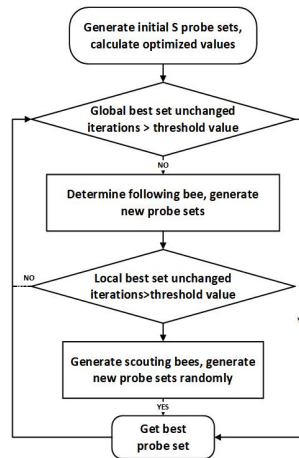 Generate initial S probe sets,
calculate optimized values
Global best set unchanged
iterations > threshold value
NO
Determine following bee, generate
new probe sets
NO
Local best set unchanged
iterations>threshold value
Generate scouting bees, generate
new probe sets randomly
YES
Get best
probe set